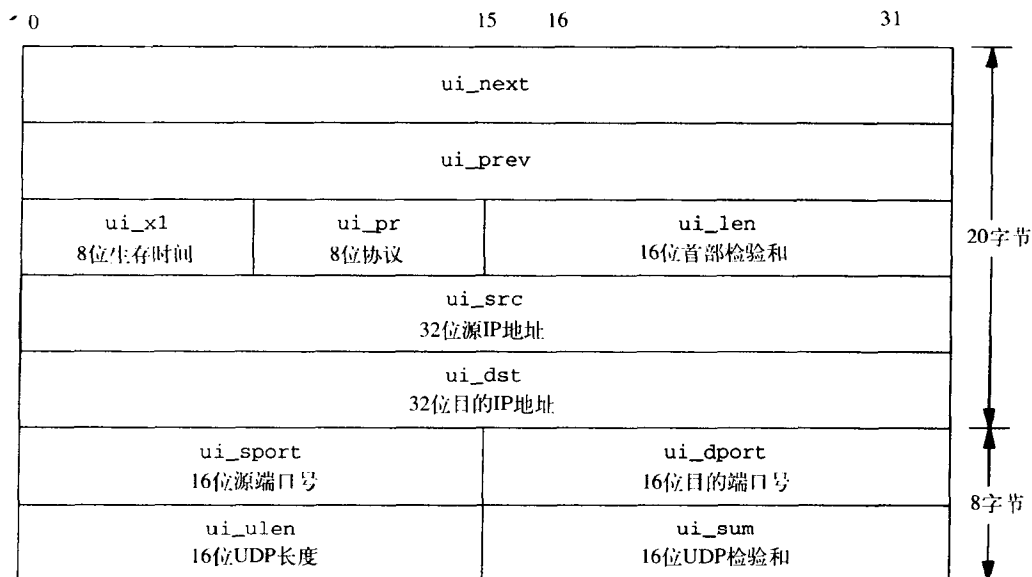 0 15 16 31
ui_next
ui_prev
ui_x1 ui_pr ui_len
8位生存时间 8位协议 16位首部检验和
20字节
ui_src
32位源IP地址
ui_dst
32位目的IP地址
ui_sport ui_dport
16位源端口号 16位目的端口号
8字节
ui_ulen ui_sum
16位UDP长度 16位UDP检验和